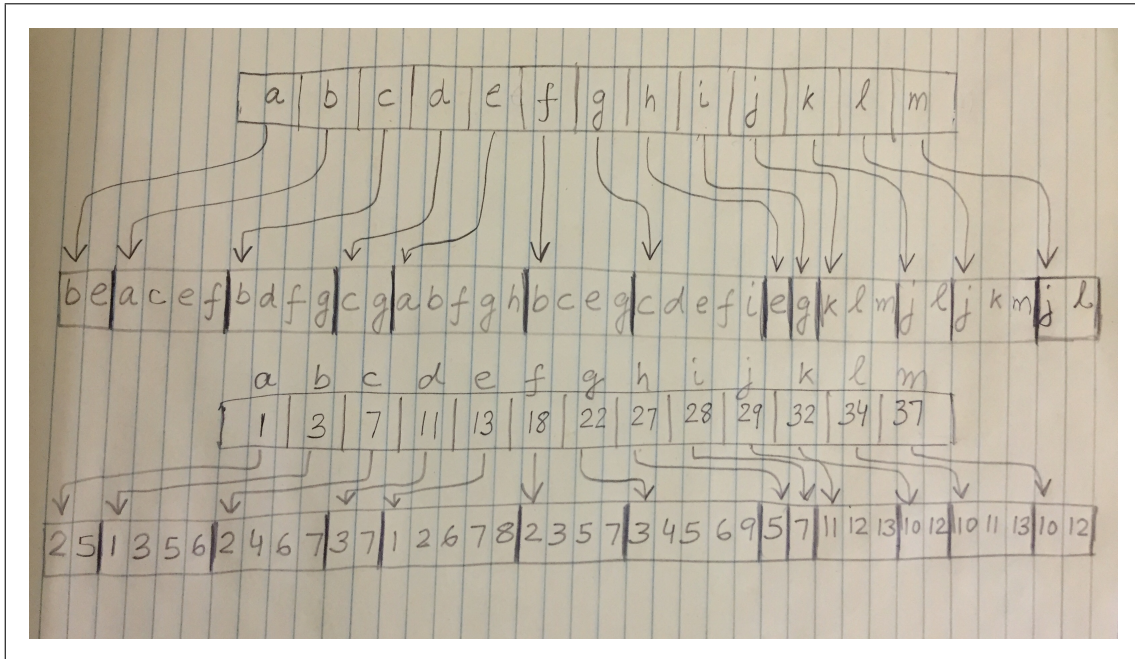 a b c d e f g h i j k l m
b e a c e f b d f g c g a b f g h b c e g c d e f i e g k l m j l j k m j l
a b c d e f g h i j k l m
1 3 7 11 13 18 22 27 28 29 32 34 37
2 5 1 3 5 6 2 4 6 7 3 7 1 2 6 7 8 2 3 5 7 3 4 5 6 9 5 7 11 12 13 10 12 10 11 13 10 12